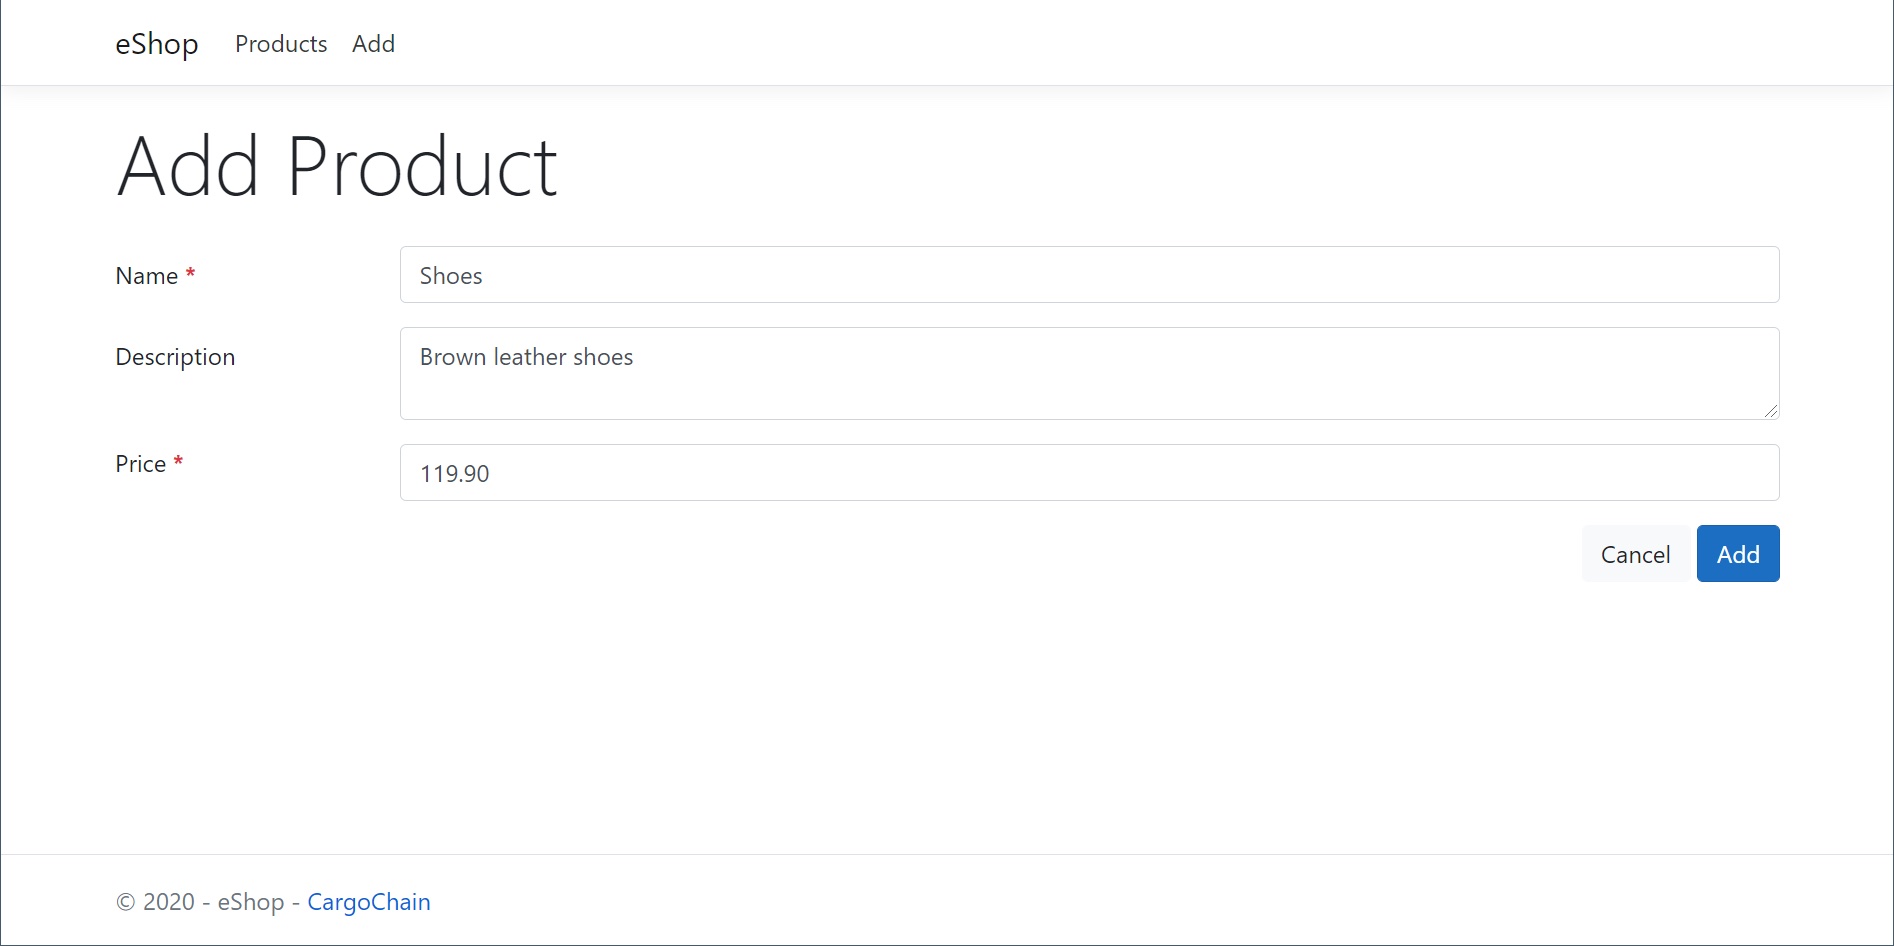 eShop Products Add
Add Product
Name * Shoes
Description Brown leather shoes
Price * 119.90
Cancel Add
© 2020 - eShop - CargoChain